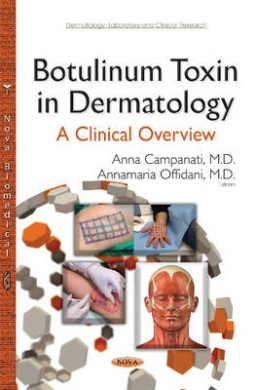 Dermatology - Laboratory and Clinical Research
Botulinum Toxin
in Dermatology
A Clinical Overview
Anna Campanati, M.D.
Annamaria Offidani, M.D.
Editors
Nova Biomedical
NOVA